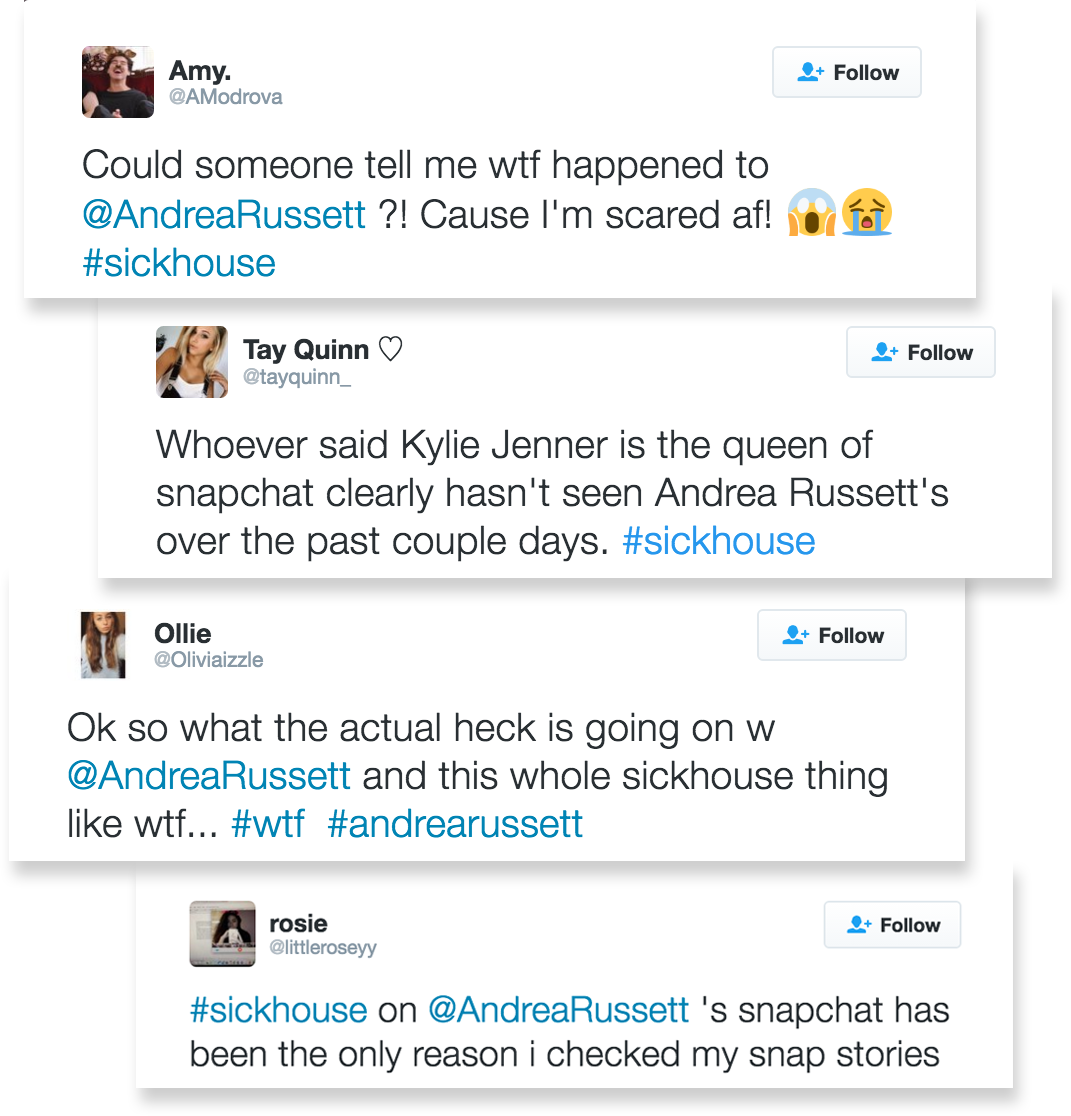 Amy.
@AModrova
Follow
Could someone tell me wtf happened to
@AndreaRussett ?! Cause I'm scared af! 😱😭
#sickhouse
Tay Quinn ♡
@tayquinn_
Follow
Whoever said Kylie Jenner is the queen of
snapchat clearly hasn't seen Andrea Russett's
over the past couple days. #sickhouse
Ollie
@Oliviaizzle
Follow
Ok so what the actual heck is going on w
@AndreaRussett and this whole sickhouse thing
like wtf... #wtf #andrearussett
rosie
@littleroseyy
Follow
#sickhouse on @AndreaRussett 's snapchat has
been the only reason i checked my snap stories